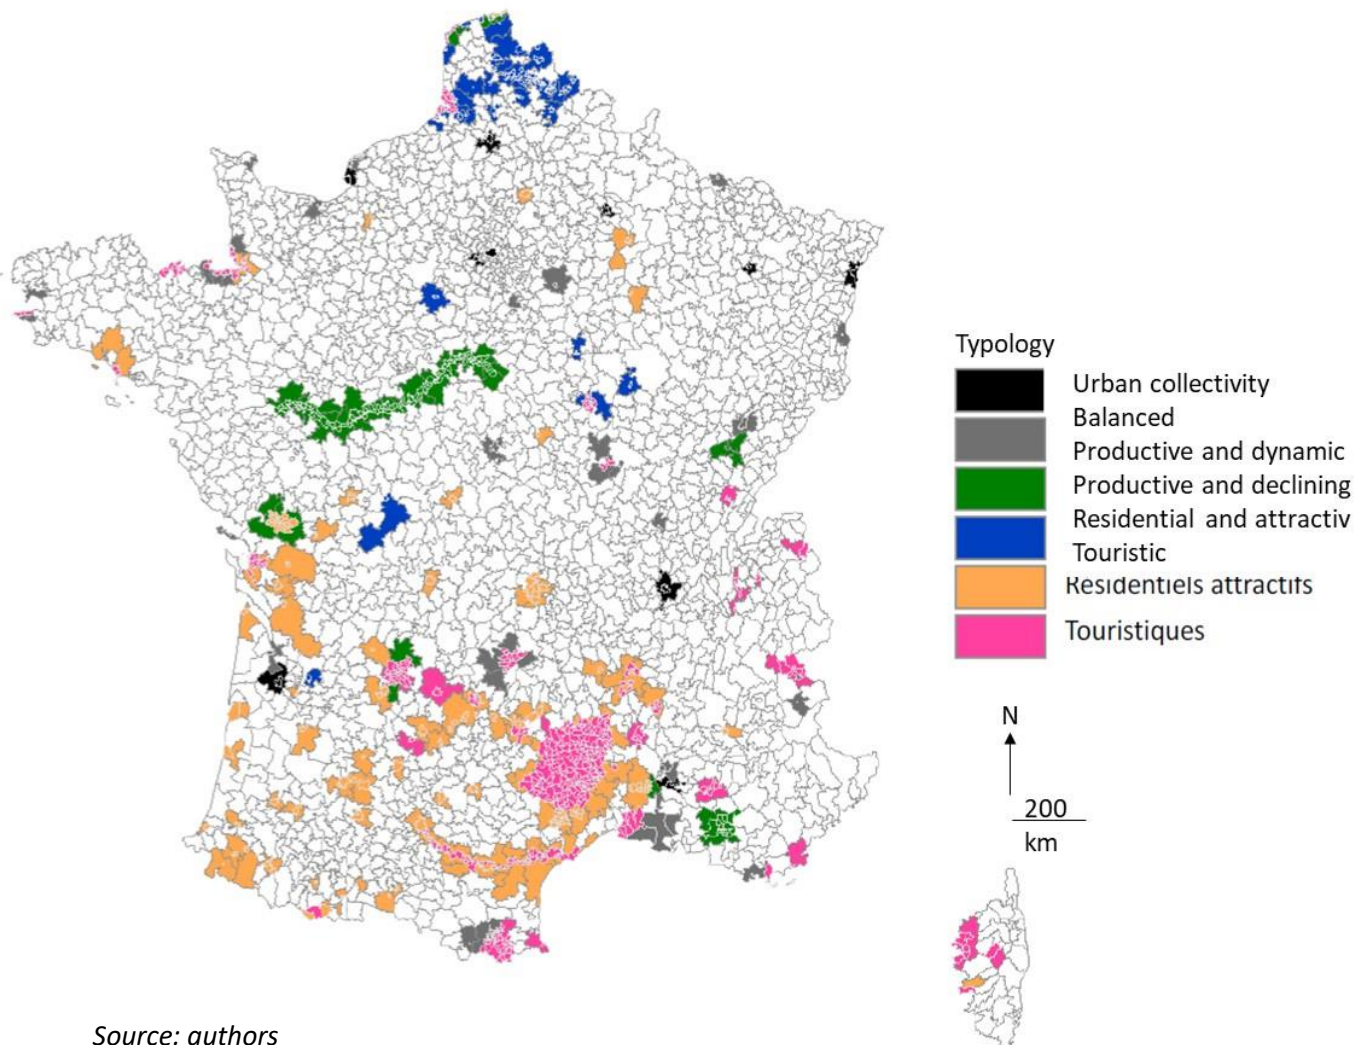 Typology
Urban collectivity
Balanced
Productive and dynamic
Productive and declining
Residential and attractiv
Touristic
Résidentiels attractifs
Touristiques
N
200
km
Source: authors